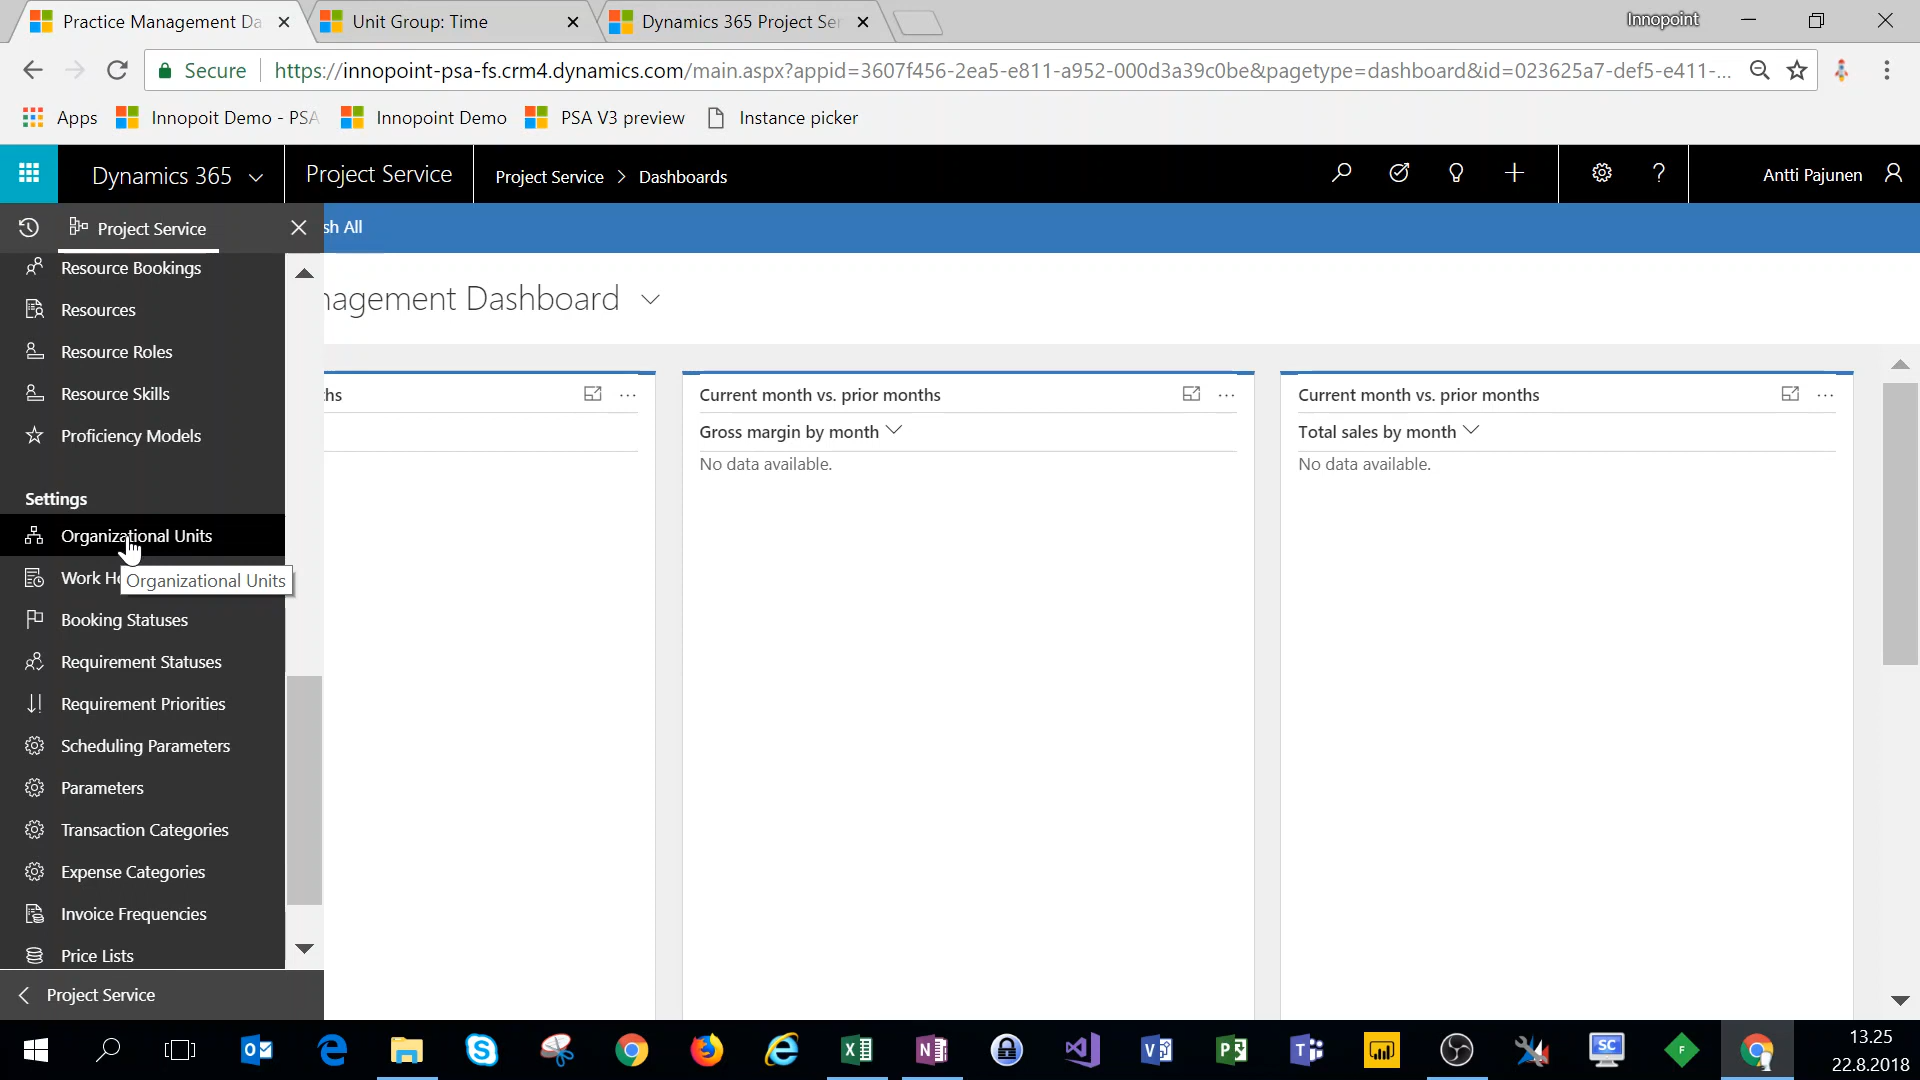 Practice Management Da
Unit Group: Time
Dynamics 365 Project Ser
Innopoint
Secure
https://innopoint-psa-fs.crm4.dynamics.com/main.aspx?appid=3607f456-2ea5-e811-a952-000d3a39c0be&pagetype=dashboard&id=023625a7-def5-e411-...
Apps
Innopoit Demo - PSA
Innopoint Demo
PSA V3 preview
Instance picker
Dynamics 365
Project Service
Project Service > Dashboards
Antti Pajunen
Project Service
sh All
Resource Bookings
Resources
Resource Roles
Resource Skills
Proficiency Models
Settings
Organizational Units
Work Ho
Organizational Units
Booking Statuses
Requirement Statuses
Requirement Priorities
Scheduling Parameters
Parameters
Transaction Categories
Expense Categories
Invoice Frequencies
Price Lists
Project Service
nagement Dashboard
hs
Current month vs. prior months
Gross margin by month
No data available.
Current month vs. prior months
Total sales by month
No data available.
13.25
22.8.2018